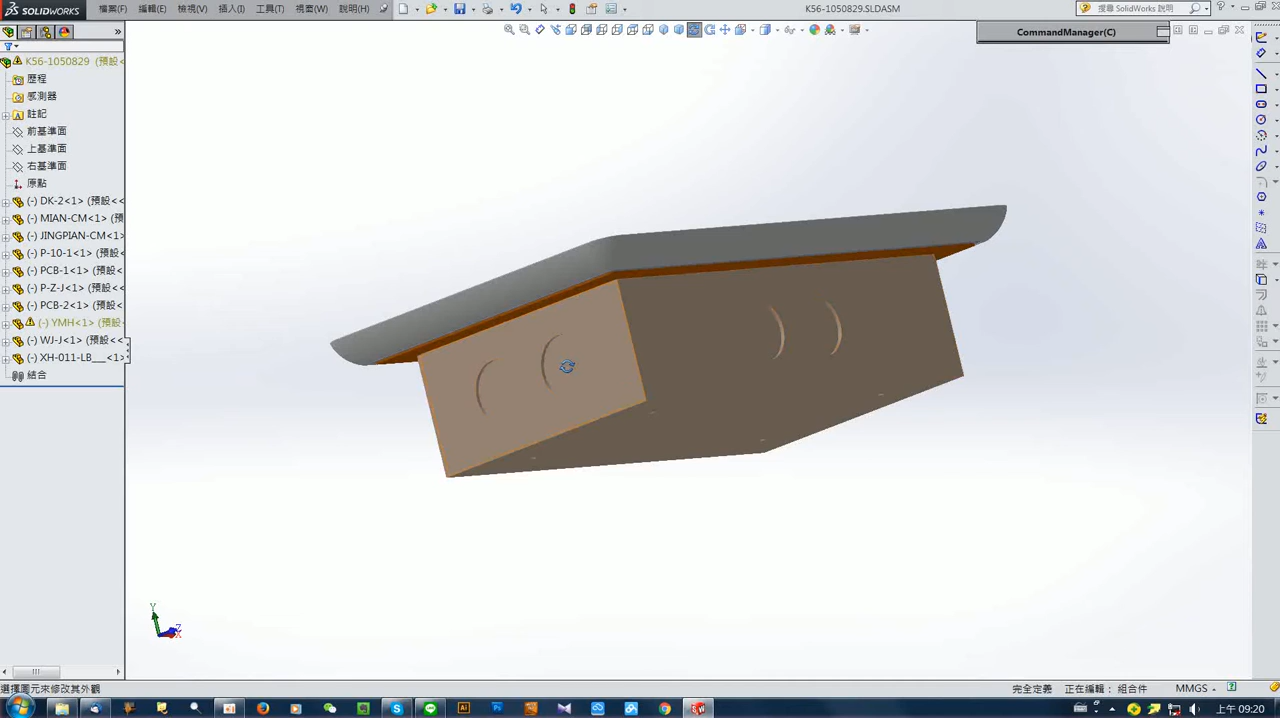 SOLIDWORKS
檔案(F) 編輯(E) 檢視(V) 插入(I) 工具(T) 視窗(W) 說明(H)
K56-1050829.SLDASM
搜尋 SolidWorks 說明
CommandManager(C)
K56-1050829 (預設<
歷程
感測器
註記
前基準面
上基準面
右基準面
原點
(-) DK-2<1> (預設<<
(-) MIAN-CM<1> (預
(-) JINGPIAN-CM<1>
(-) P-10-1<1> (預設<
(-) PCB-1<1> (預設<
(-) P-Z-J<1> (預設<<
(-) PCB-2<1> (預設<
(-) YMH<1> (預設
(-) WJ-J<1> (預設<<
(-) XH-011-LB___<1>
結合
Y
Z
X
選擇圖元來修改其外觀
完全定義
正在編輯： 組合件
MMGS
上午 09:20